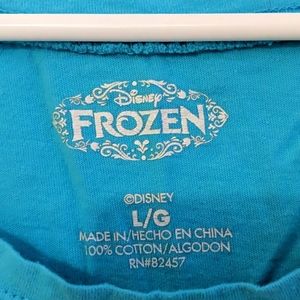 Disney
FROZEN
©DISNEY
L/G
MADE IN/HECHO EN CHINA
100% COTTON/ALGODON
RN#82457